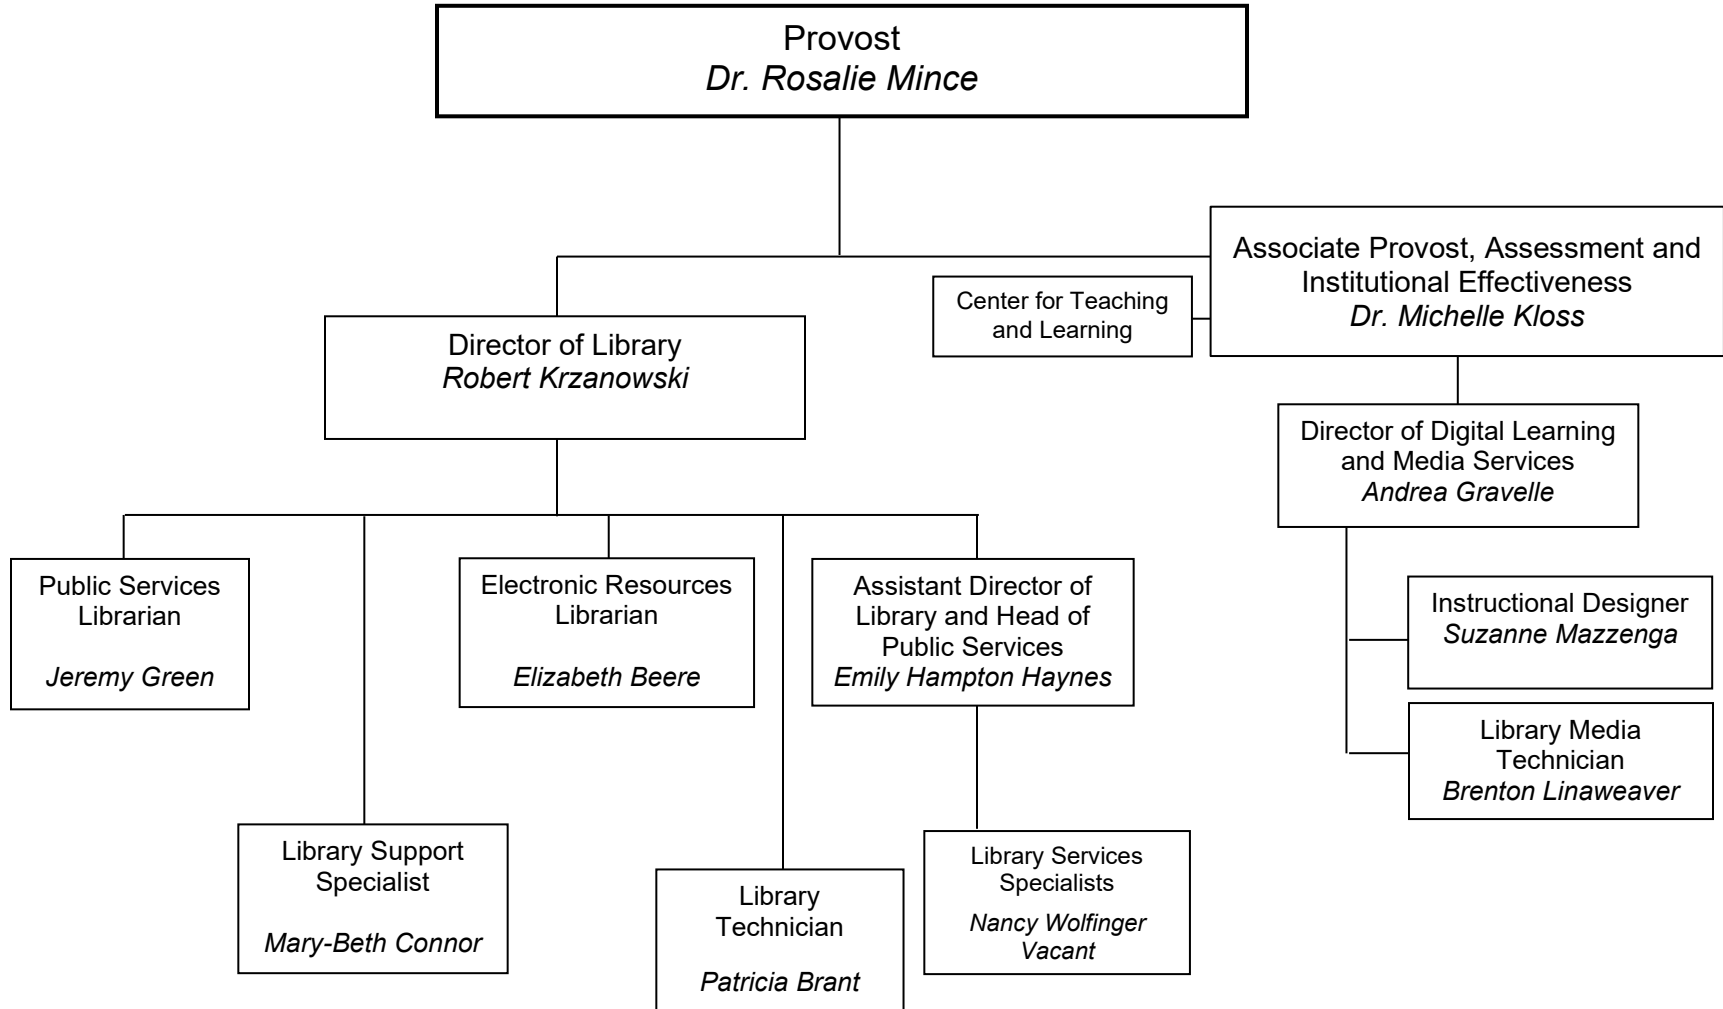 Provost
Dr. Rosalie Mince
Associate Provost, Assessment and
Institutional Effectiveness
Dr. Michelle Kloss
Center for Teaching
and Learning
Director of Library
Robert Krzanowski
Director of Digital Learning
and Media Services
Andrea Gravelle
Public Services
Librarian
Jeremy Green
Electronic Resources
Librarian
Elizabeth Beere
Assistant Director of
Library and Head of
Public Services
Emily Hampton Haynes
Instructional Designer
Suzanne Mazzenga
Library Media
Technician
Brenton Linaweaver
Library Support
Specialist
Mary-Beth Connor
Library
Technician
Patricia Brant
Library Services
Specialists
Nancy Wolfinger
Vacant